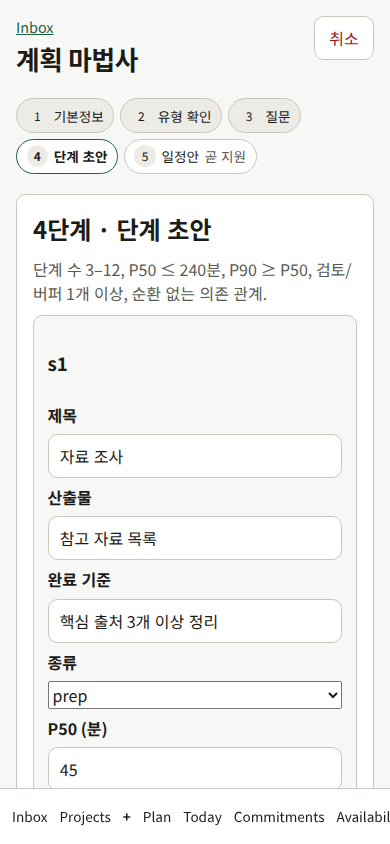 Inbox
계획 마법사
취소
1 기본정보
2 유형 확인
3 질문
4 단계 초안
5 일정안 곧 지원
4단계 · 단계 초안
단계 수 3–12, P50 ≤ 240분, P90 ≥ P50, 검토/
버퍼 1개 이상, 순환 없는 의존 관계.
s1
제목
자료 조사
산출물
참고 자료 목록
완료 기준
핵심 출처 3개 이상 정리
종류
prep
P50 (분)
45
Inbox Projects + Plan Today Commitments Availabil